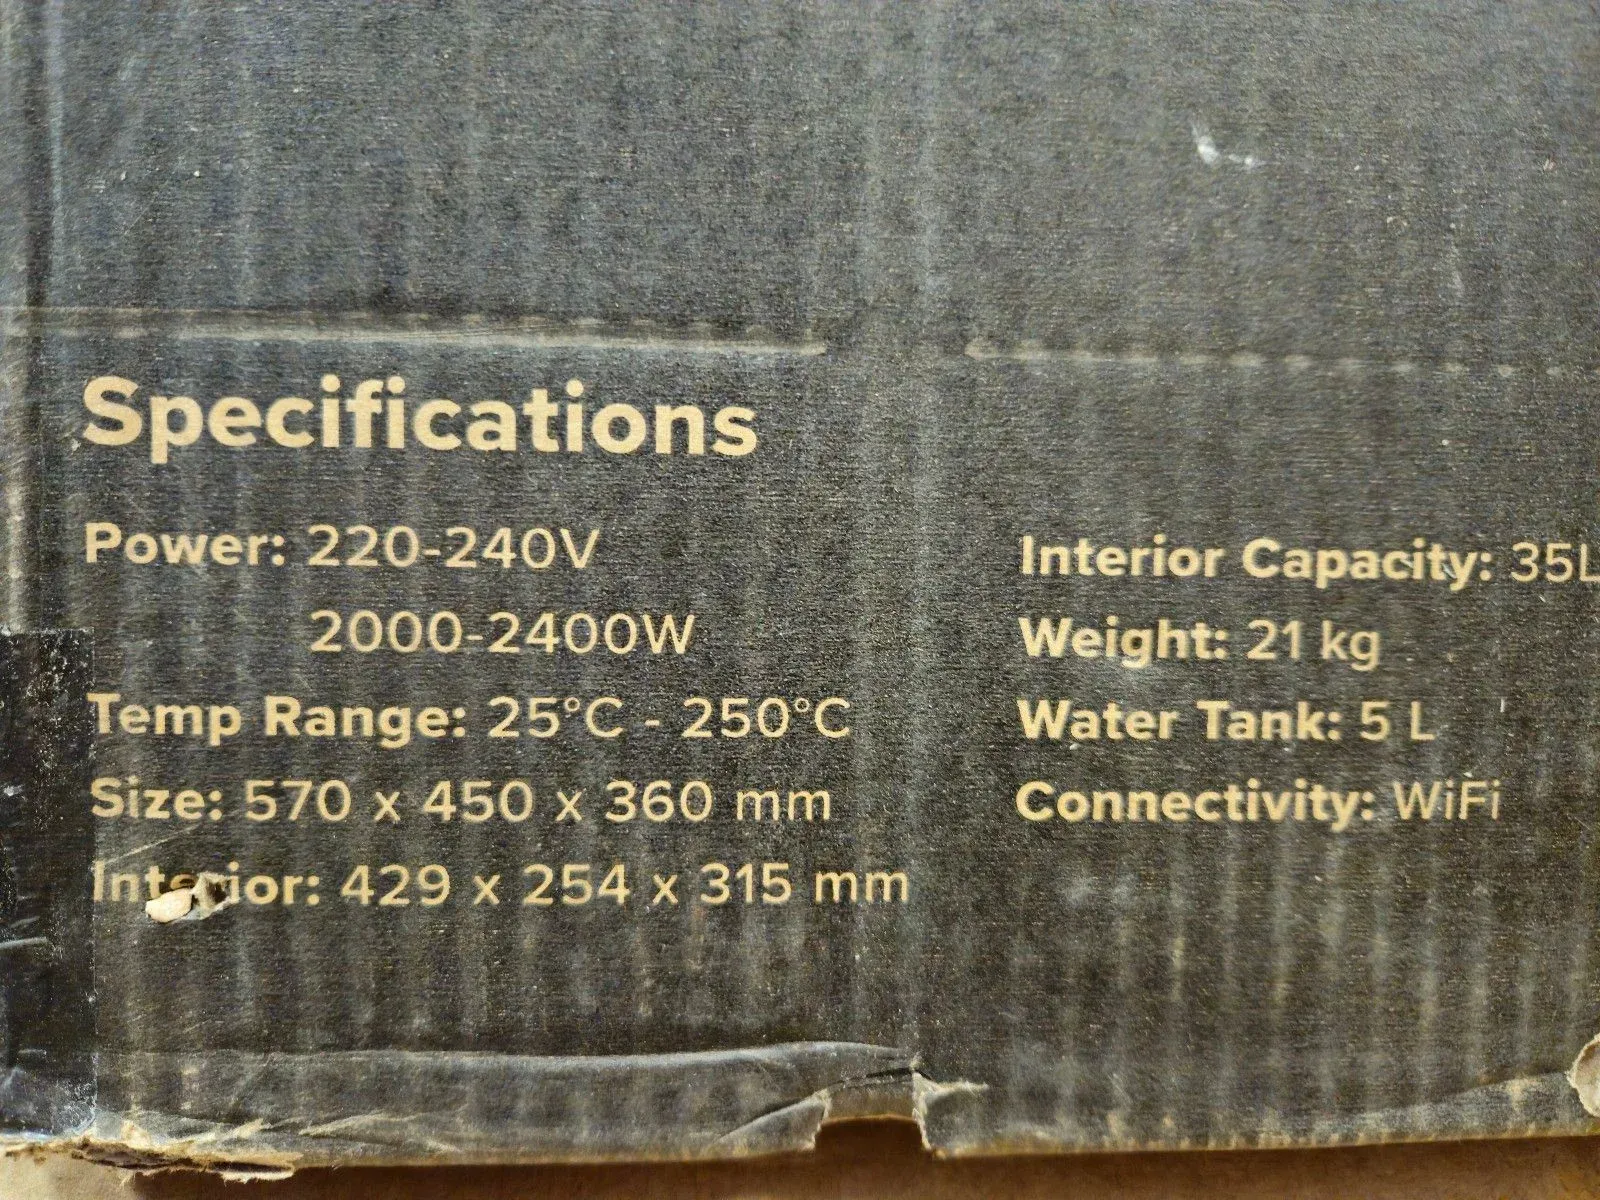 Specifications
Power: 220-240V
2000-2400W
Temp Range: 25°C - 250°C
Size: 570 x 450 x 360 mm
Interior: 429 x 254 x 315 mm
Interior Capacity: 35L
Weight: 21 kg
Water Tank: 5 L
Connectivity: WiFi